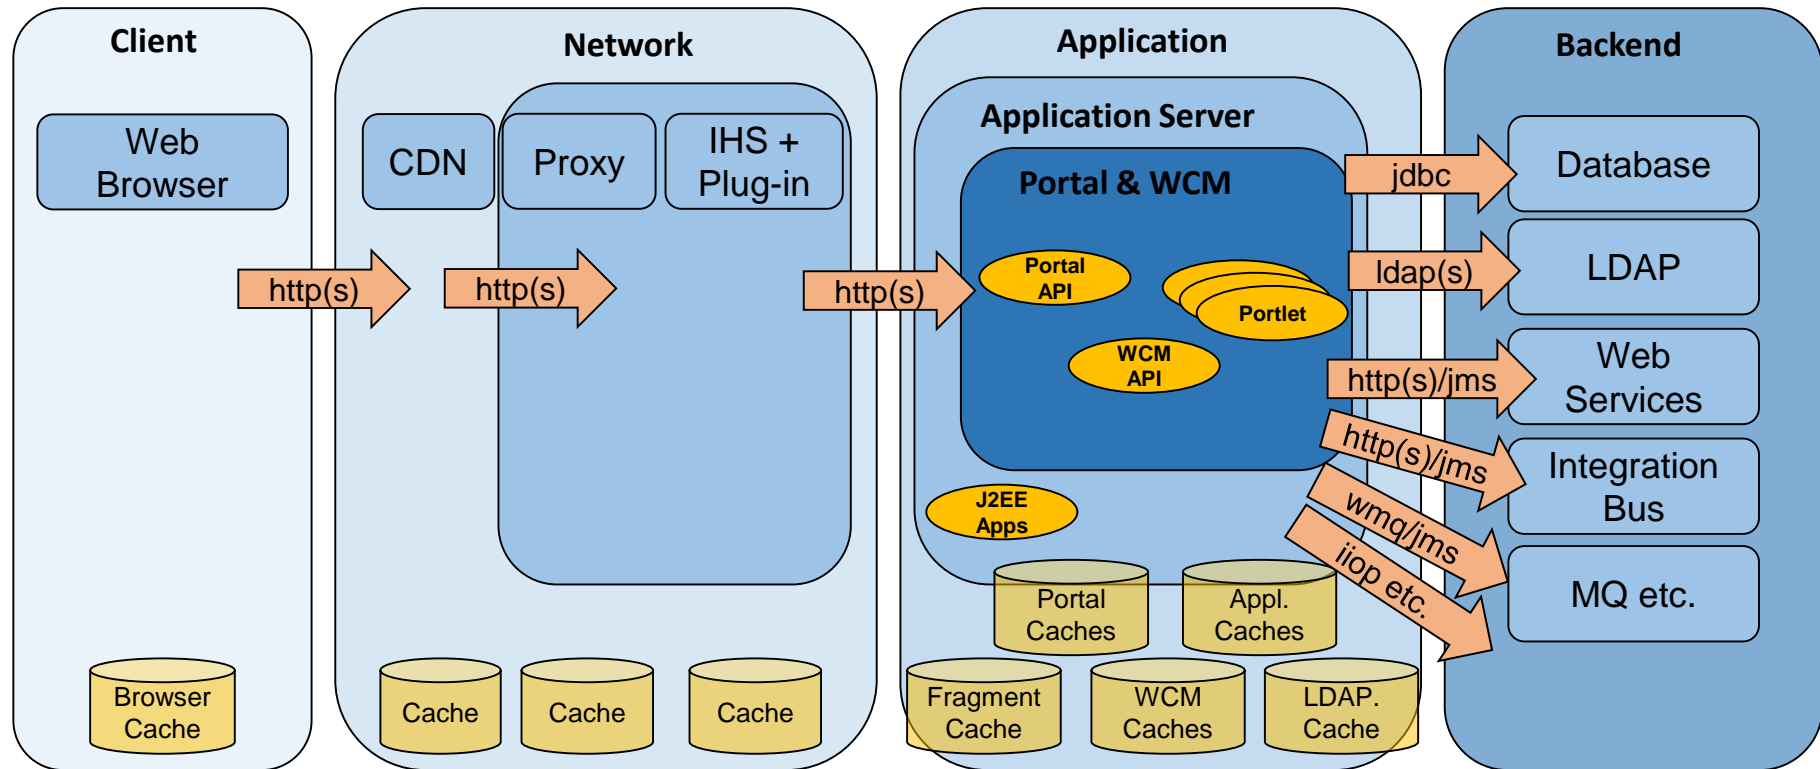 Client
Network
Application
Backend
Web
Browser
CDN
Proxy
IHS +
Plug-in
Application Server
Portal & WCM
jdbc
Database
Portal
API
Portlet
WCM
API
ldap(s)
LDAP
http(s)
http(s)
http(s)
http(s)/jms
Web
Services
http(s)/jms
Integration
Bus
J2EE
Apps
wmq/jms
iiop etc.
MQ etc.
Portal
Caches
Appl.
Caches
Browser
Cache
Cache
Cache
Cache
Fragment
Cache
WCM
Caches
LDAP.
Cache